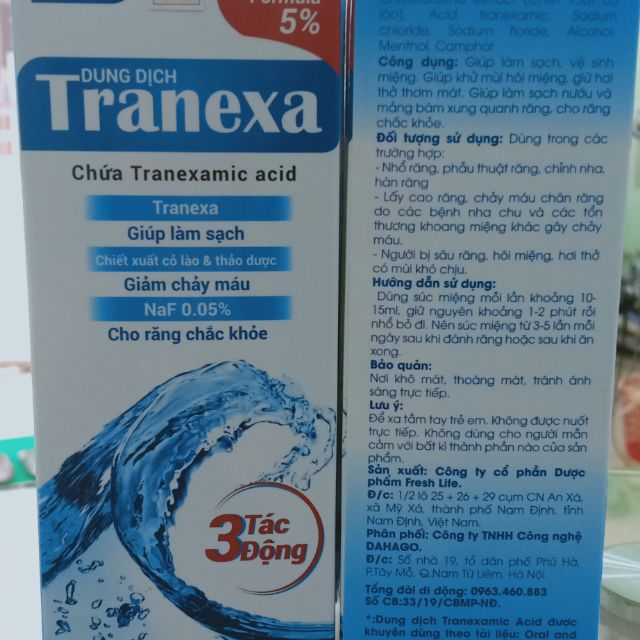 Formula
5%
DUNG DỊCH
Tranexa
Chứa Tranexamic acid
Tranexa
Giúp làm sạch
Chiết xuất cỏ lào & thảo dược
Giảm chảy máu
NaF 0.05%
Cho răng chắc khỏe
3 Tác
Động
lào), Acid tranexamic, Sodium
chloride, Sodium floride, Alcohol,
Menthol, Camphor
Công dụng: Giúp làm sạch, vệ sinh
miệng. Giúp khử mùi hôi miệng, giữ hơi
thở thơm mát. Giúp làm sạch nướu và
mảng bám xung quanh răng, cho răng
chắc khỏe.
Đối tượng sử dụng: Dùng trong các
trường hợp:
- Nhổ răng, phẫu thuật răng, chỉnh nha,
hàn răng
- Lấy cao răng, chảy máu chân răng
do các bệnh nha chu và các tổn
thương khoang miệng khác gây chảy
máu.
- Người bị sâu răng, hôi miệng, hơi thở
có mùi khó chịu.
Hướng dẫn sử dụng:
Dùng súc miệng mỗi lần khoảng 10-
15ml, giữ nguyên khoảng 1-2 phút rồi
nhổ bỏ đi. Nên súc miệng từ 3-5 lần mỗi
ngày sau khi đánh răng hoặc sau khi ăn
xong.
Bảo quản:
Nơi khô mát, thoáng mát, tránh ánh
sáng trực tiếp.
Lưu ý:
Để xa tầm tay trẻ em. Không được nuốt
trực tiếp. Không dùng cho người mẫn
cảm với bất kì thành phần nào của sản
phẩm.
Sản xuất: Công ty cổ phần Dược
phẩm Fresh Life.
Đ/c: 1/2 lô 25 + 26 + 29 cụm CN An Xá,
xã Mỹ Xá, thành phố Nam Định, tỉnh
Nam Định, Việt Nam.
Phân phối: Công ty TNHH Công nghệ
DAHAGO.
Đ/c: Số nhà 19, tổ dân phố Phú Hà,
P.Tây Mỗ, Q.Nam Từ Liêm, Hà Nội.
Tổng đài di động: 0963.460.883
Số CB:33/19/CBMP-NĐ.
*:Dung dịch Tranexamic Acid được
khuyên dùng theo tài liệu: Oral and